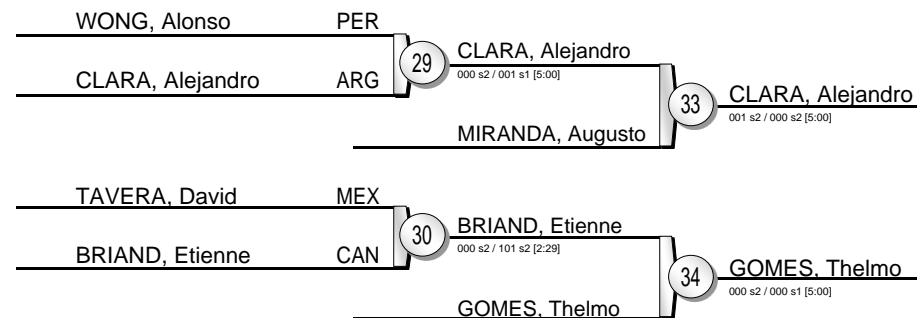 WONG, Alonso PER
29
CLARA, Alejandro
000 s2 / 001 s1 [5:00]
CLARA, Alejandro ARG
33
CLARA, Alejandro
001 s2 / 000 s2 [5:00]
MIRANDA, Augusto
TAVERA, David MEX
30
BRIAND, Etienne
000 s2 / 101 s2 [2:29]
BRIAND, Etienne CAN
34
GOMES, Thelmo
000 s2 / 000 s1 [5:00]
GOMES, Thelmo